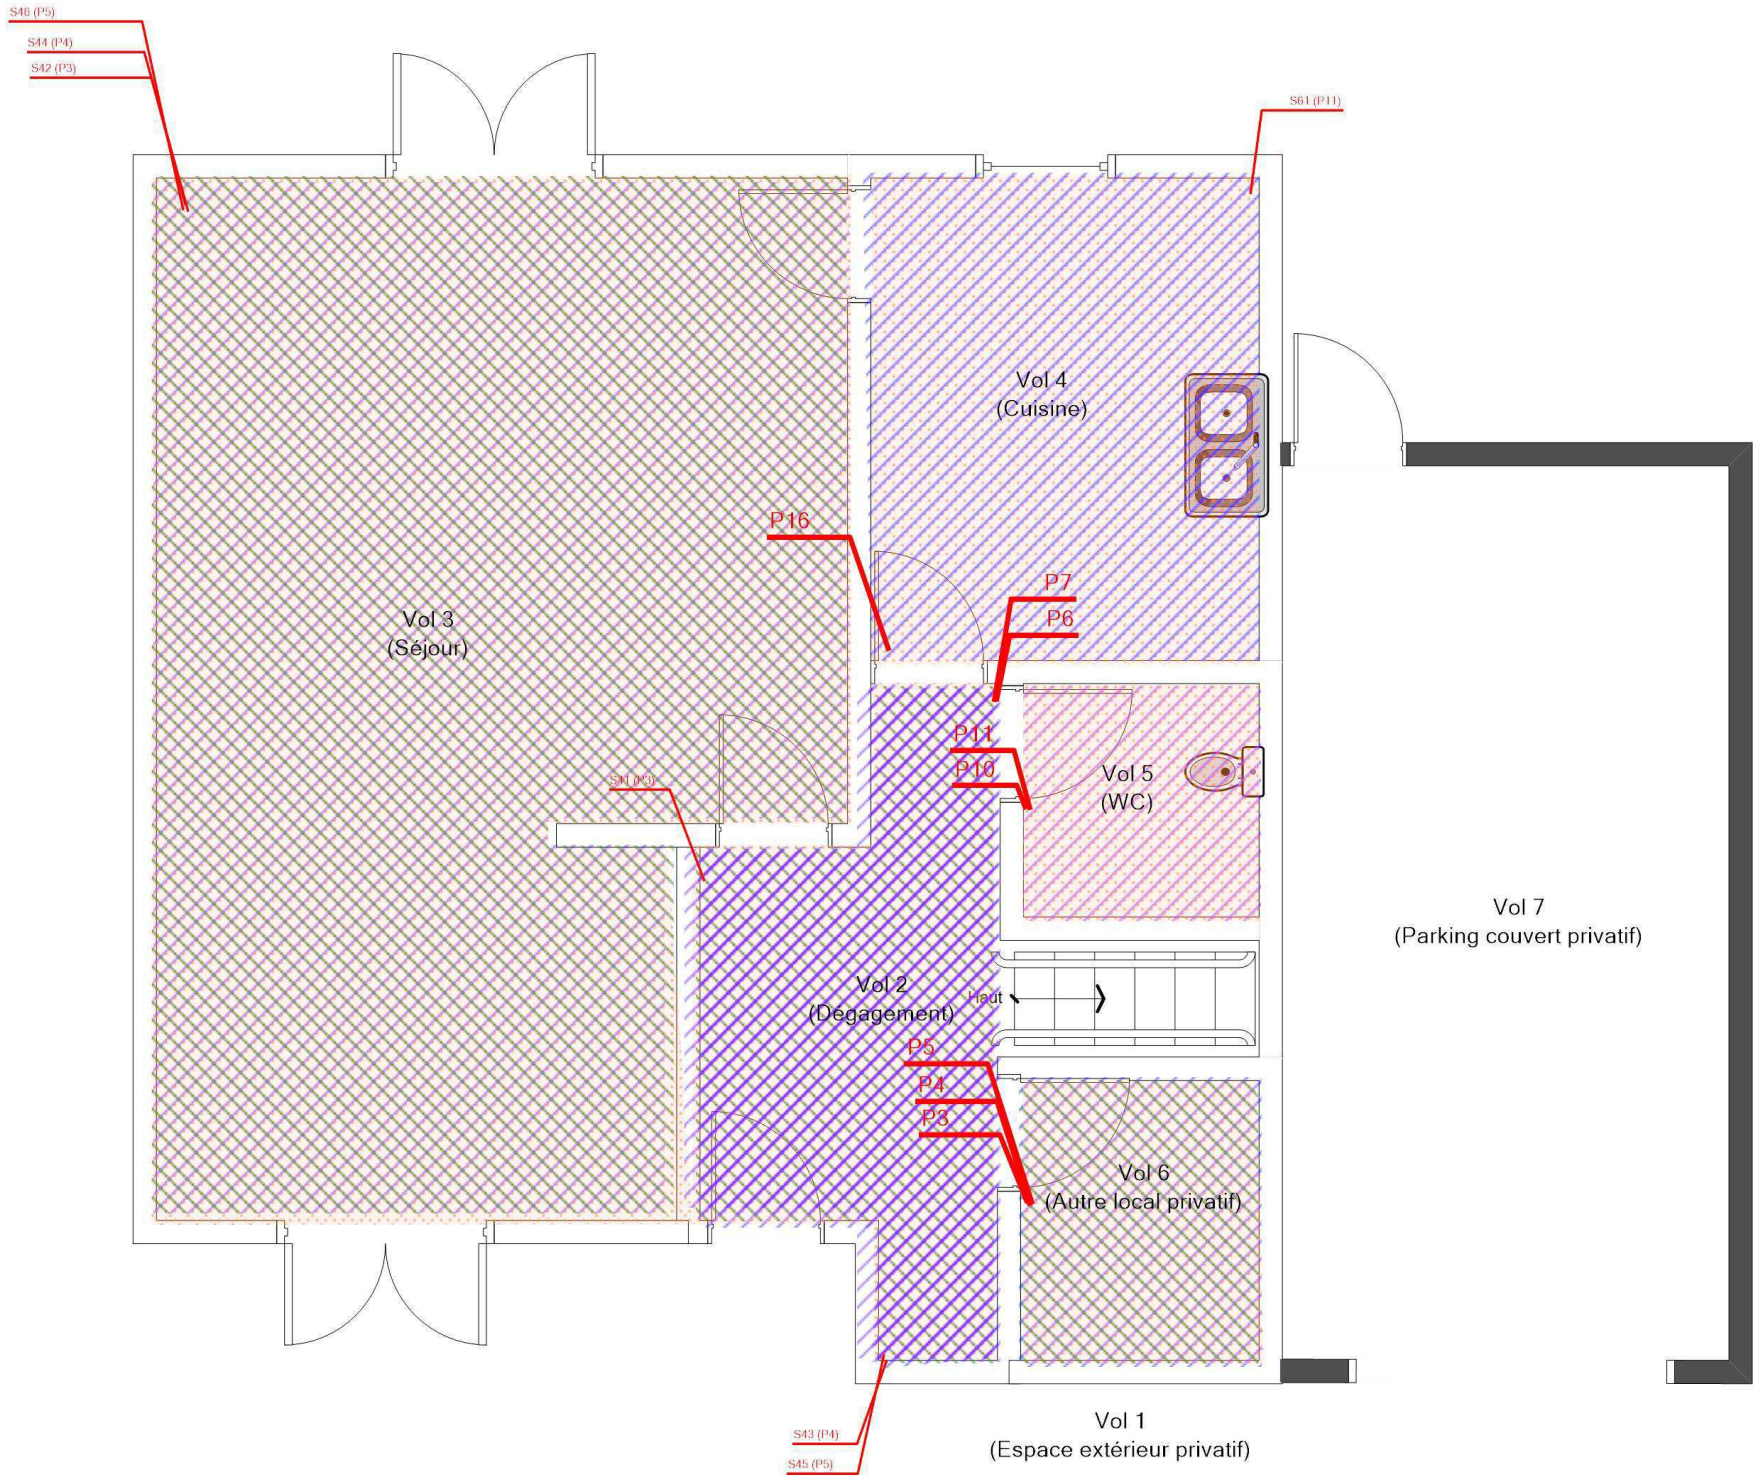 S46 (P5)
S44 (P4)
S42 (P3)
S61 (P11)
Vol 4
(Cuisine)
P16
P7
P6
Vol 3
(Séjour)
P11
P10
Vol 5
(WC)
S41 (P3)
Vol 7
(Parking couvert privatif)
Vol 2
(Dégagement)
Haut
P5
P4
P3
Vol 6
(Autre local privatif)
Vol 1
(Espace extérieur privatif)
S43 (P4)
S45 (P5)